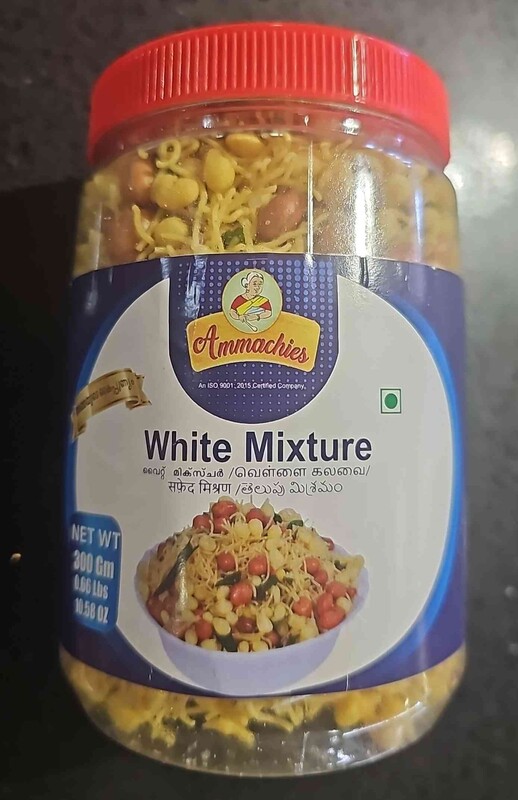 Ammachies
An ISO 9001: 2015 Certified Company,
White Mixture
വൈറ്റ് മിക്സ്ചർ /வெள்ளை கலவை/
सफ़ेद मिश्रण /తెలుపు మిశ్రమం
NET WT
300 Gm
0.66 Lbs
10.58 OZ